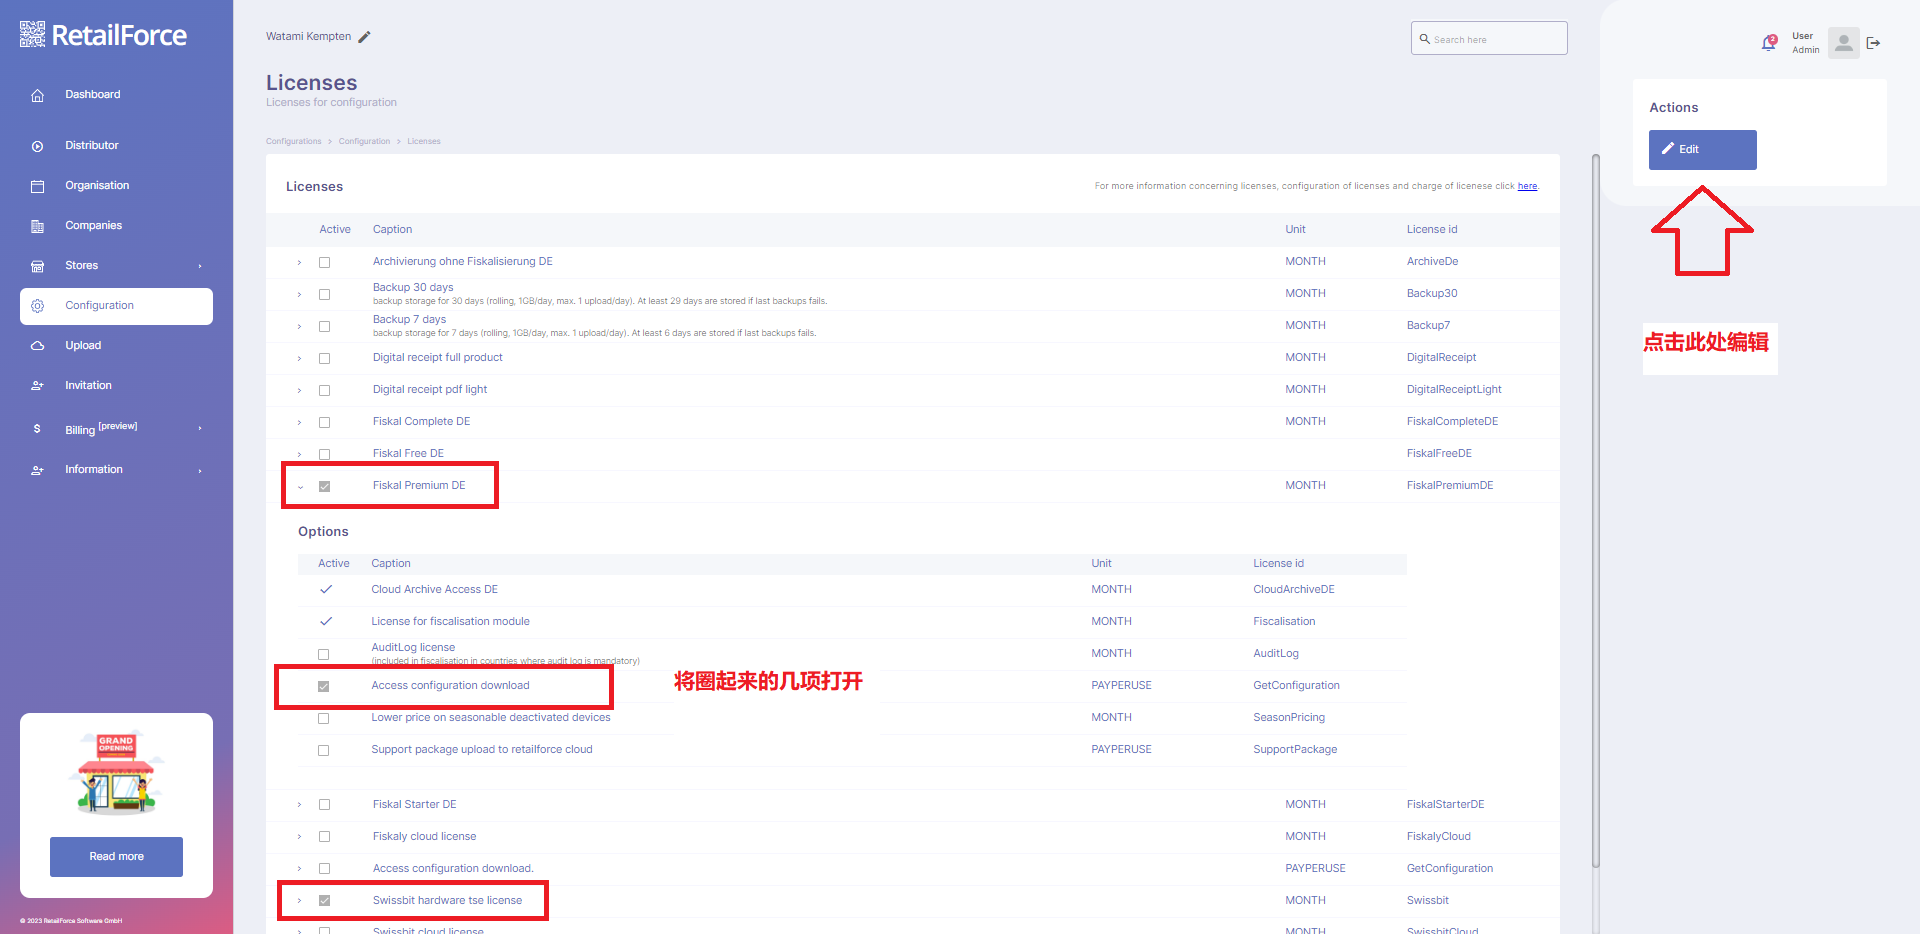 RetailForce
Dashboard
Distributor
Organisation
Companies
Stores
Configuration
Upload
Invitation
Billing [preview]
Information
GRAND
OPENING
Read more
© 2023 RetailForce Software GmbH
Watami Kempten
Search here
Licenses
Licenses for configuration
Configurations > Configuration > Licenses
Licenses
For more information concerning licenses, configuration of licenses and charge of licenese click here.
Active Caption Unit License id
Archivierung ohne Fiskalisierung DE MONTH ArchiveDe
Backup 30 days MONTH Backup30
backup storage for 30 days (rolling, 1GB/day, max. 1 upload/day). At least 29 days are stored if last backups fails.
Backup 7 days MONTH Backup7
backup storage for 7 days (rolling, 1GB/day, max. 1 upload/day). At least 6 days are stored if last backups fails.
Digital receipt full product MONTH DigitalReceipt
Digital receipt pdf light MONTH DigitalReceiptLight
Fiskal Complete DE MONTH FiskalCompleteDE
Fiskal Free DE FiskalFreeDE
Fiskal Premium DE MONTH FiskalPremiumDE
Options
Active Caption Unit License id
Cloud Archive Access DE MONTH CloudArchiveDE
License for fiscalisation module MONTH Fiscalisation
AuditLog license MONTH AuditLog
(included in fiscalisation in countries where audit log is mandatory)
Access configuration download PAYPERUSE GetConfiguration
将圈起来的几项打开
Lower price on seasonable deactivated devices MONTH SeasonPricing
Support package upload to retailforce cloud PAYPERUSE SupportPackage
Fiskal Starter DE MONTH FiskalStarterDE
Fiskaly cloud license MONTH FiskalyCloud
Access configuration download. PAYPERUSE GetConfiguration
Swissbit hardware tse license MONTH Swissbit
Swissbit cloud license MONTH SwissbitCloud
2
User
Admin
Actions
Edit
点击此处编辑